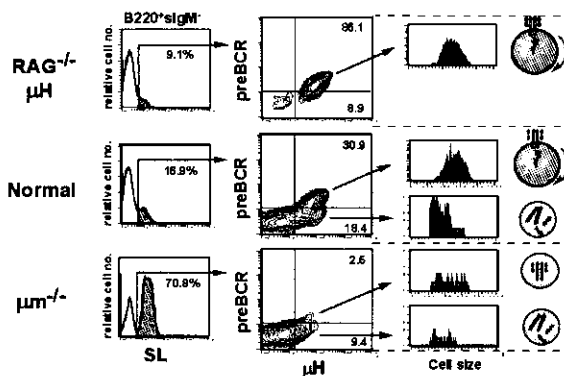 B220⁺sIgM⁻
RAG⁻/⁻
μH
relative cell no.
9.1%
preBCR
86.1
8.9
Normal
relative cell no.
16.9%
preBCR
30.9
18.4
μm⁻/⁻
relative cell no.
70.8%
preBCR
2.6
9.4
SL
μH
Cell size